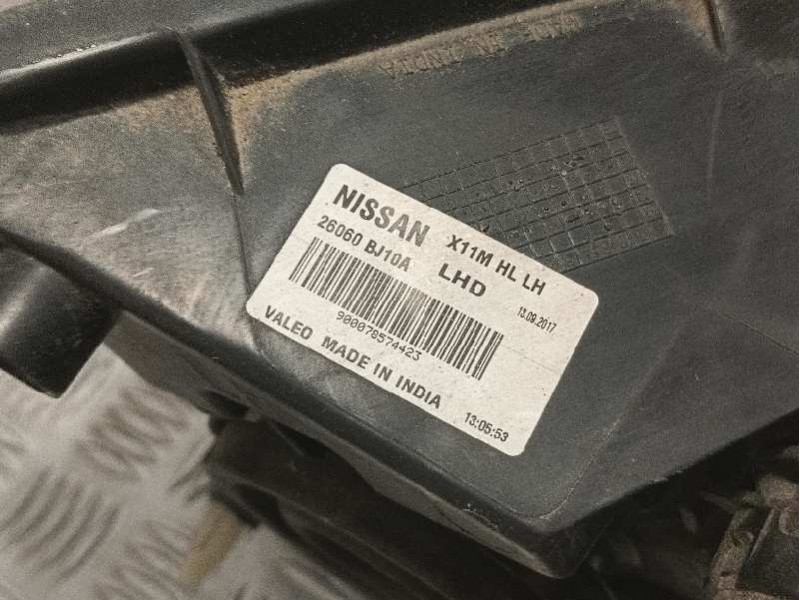 NISSAN
X11M HL LH
26060 BJ10A
LHD
13.09.2017
900078574423
VALEO MADE IN INDIA
13:05:53